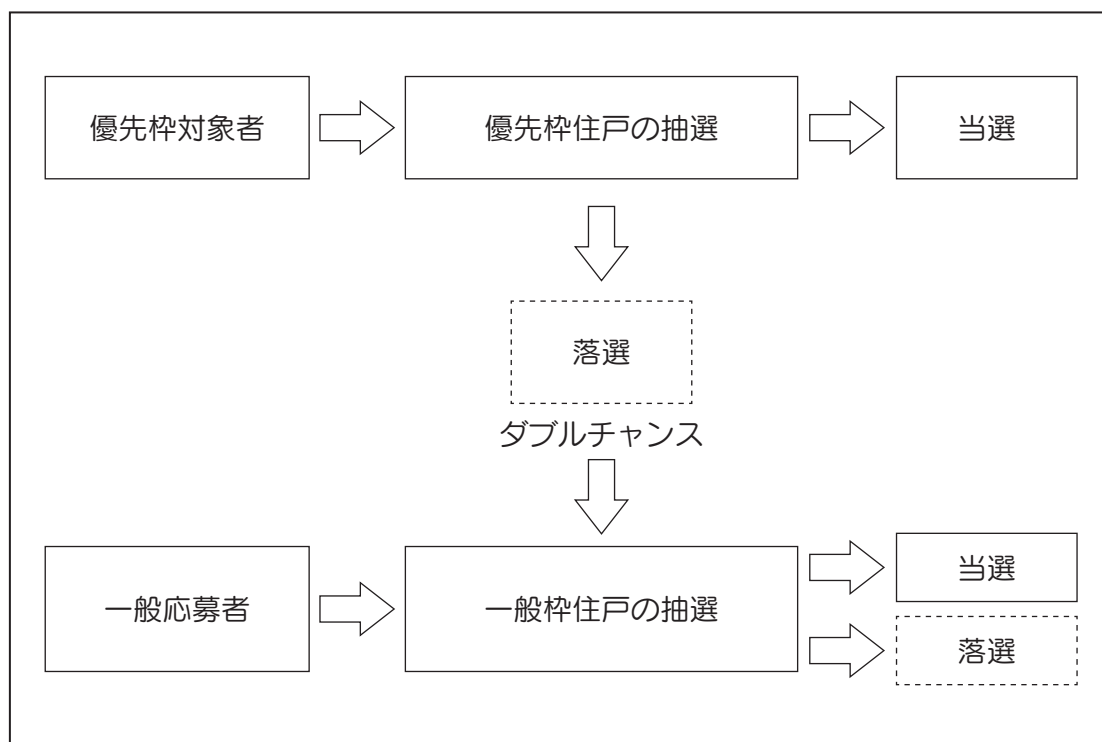 優先枠対象者
優先枠住戸の抽選
当選
落選
ダブルチャンス
一般応募者
一般枠住戸の抽選
当選
落選